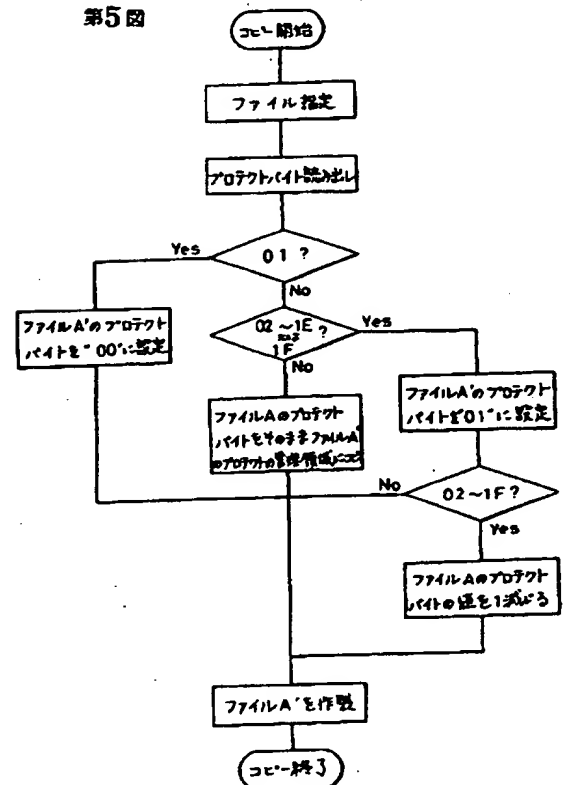 第5図
コピー開始
ファイル指定
プロテクトバイト読み出し
01 ?
Yes
No
02 〜1E
または
1F
?
Yes
No
ファイルA'のプロテクト
バイトを"00"に設定
ファイルAのプロテクト
バイトをそのままファイルA'
のプロテクトの管理領域にコピー
ファイルA'のプロテクト
バイトを"01"に設定
02〜1F ?
No
Yes
ファイルAのプロテクト
バイトの値を1減じる
ファイルA'を作製
コピー終了